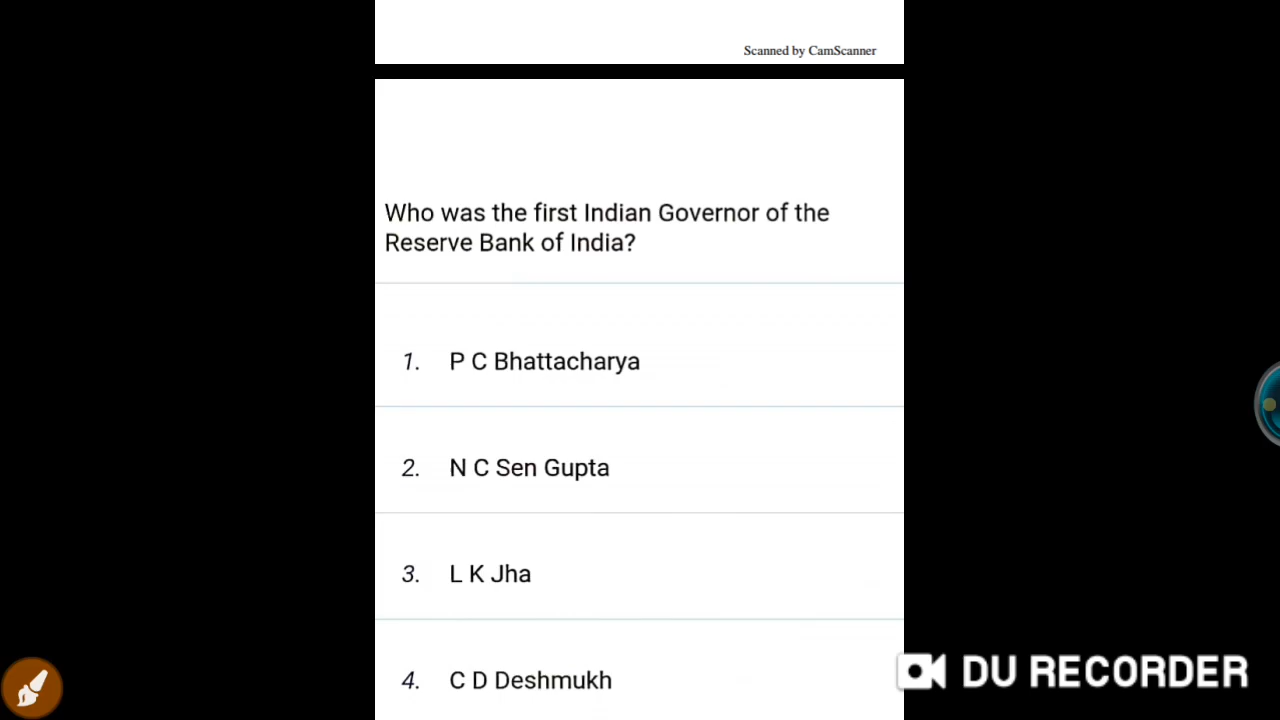 Scanned by CamScanner
Who was the first Indian Governor of the
Reserve Bank of India?
1. P C Bhattacharya
2. N C Sen Gupta
3. L K Jha
4. C D Deshmukh
DU RECORDER